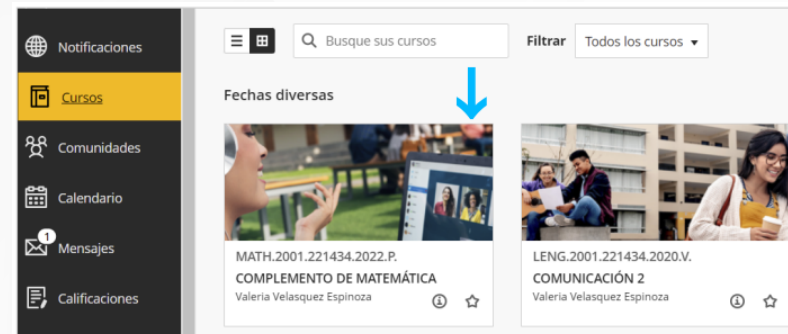 Notificaciones
Cursos
Comunidades
Calendario
1
Mensajes
Calificaciones
Busque sus cursos
Filtrar
Todos los cursos
Fechas diversas
MATH.2001.221434.2022.P.
COMPLEMENTO DE MATEMÁTICA
Valeria Velasquez Espinoza
LENG.2001.221434.2020.V.
COMUNICACIÓN 2
Valeria Velasquez Espinoza